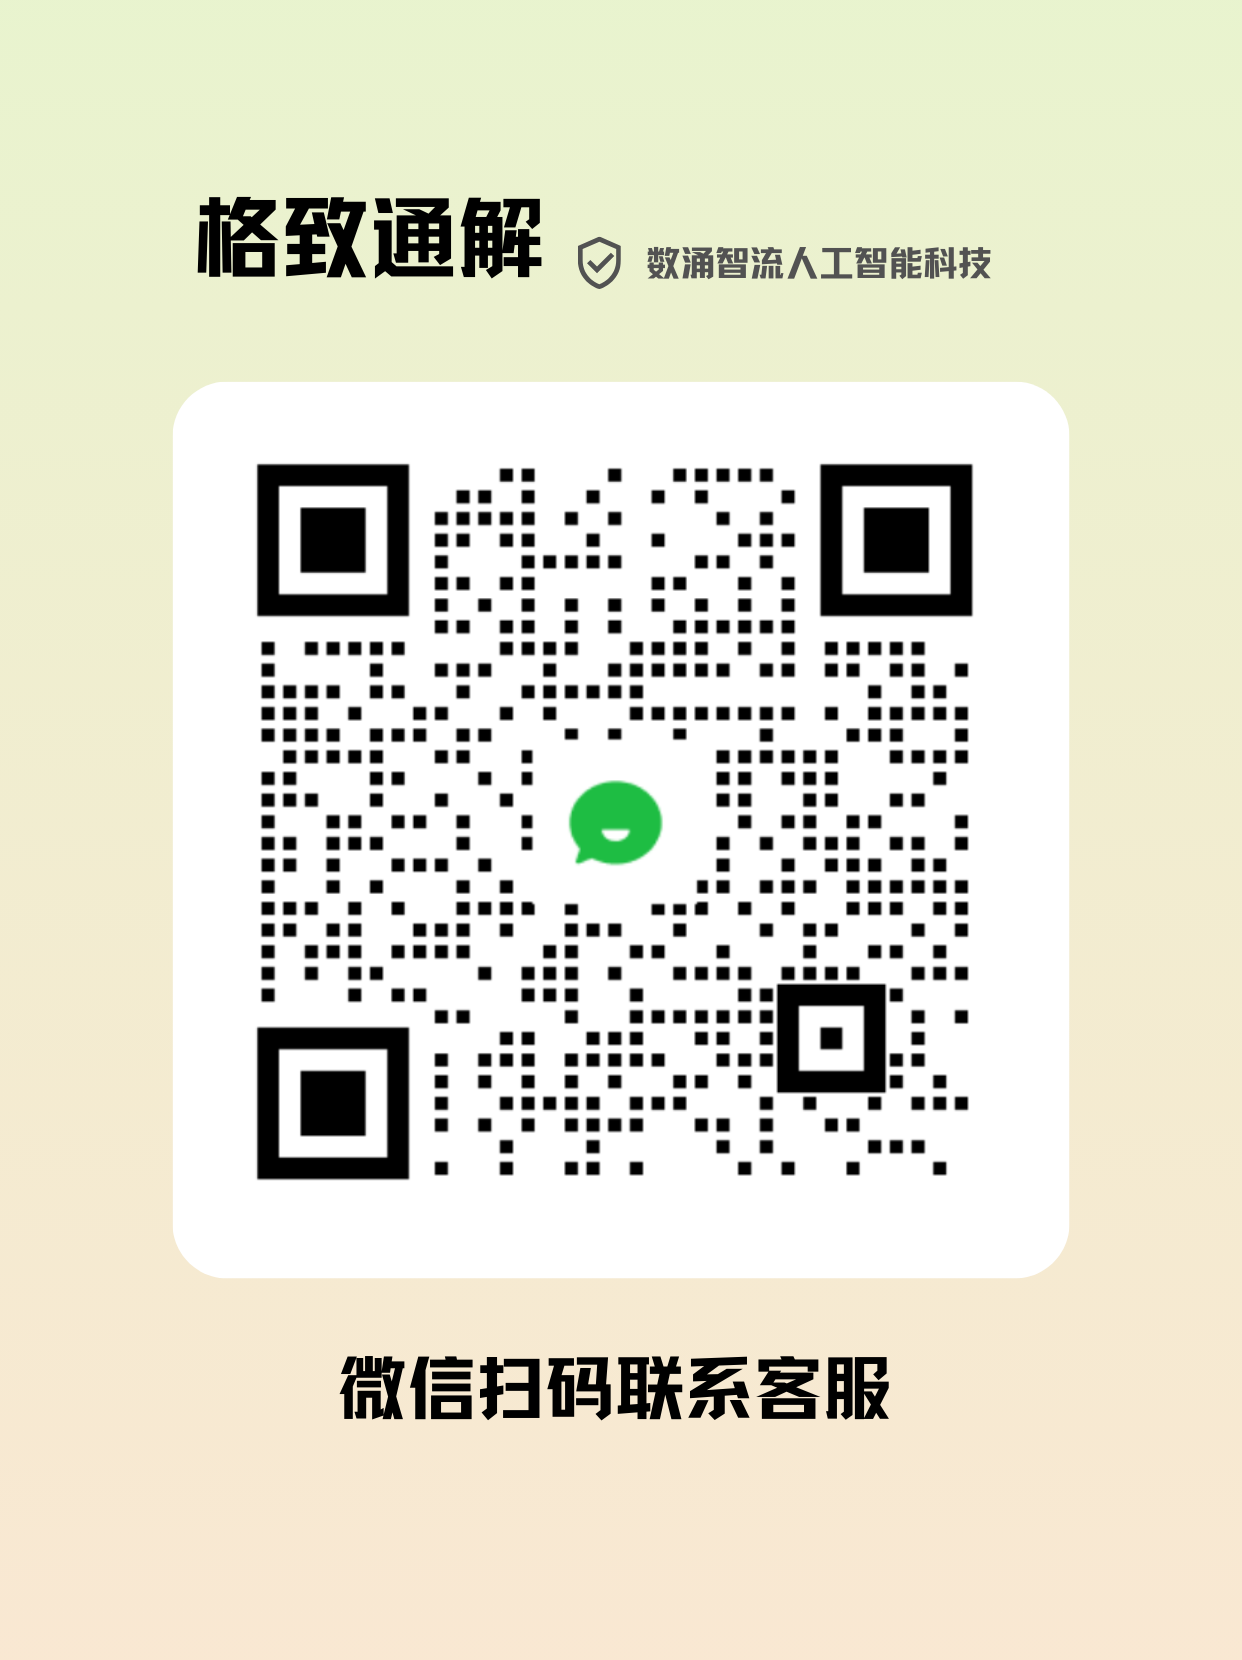 格致通解
数涌智流人工智能科技
微信扫码联系客服